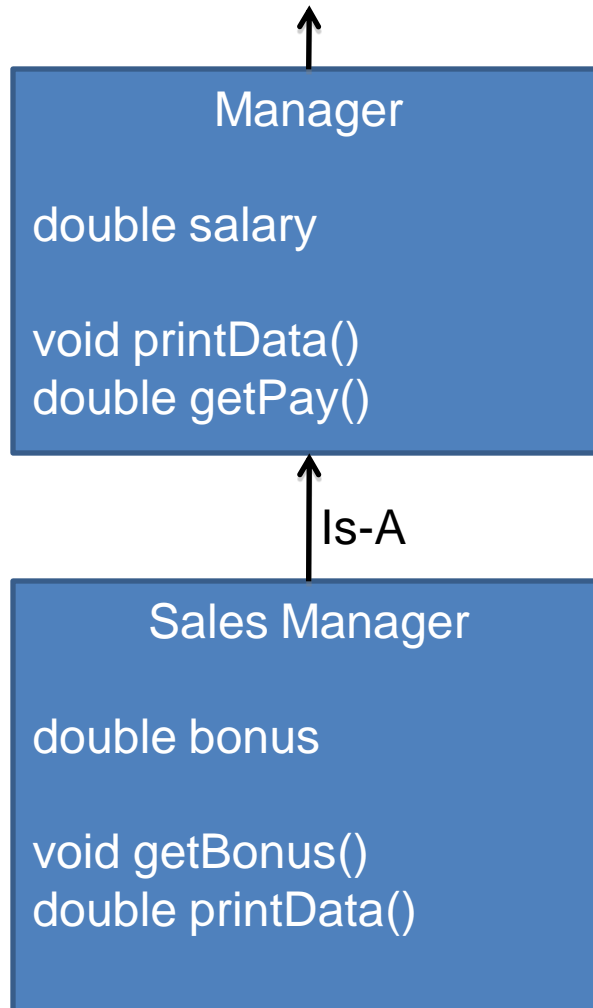 Manager
double salary
void printData()
double getPay()
Is-A
Sales Manager
double bonus
void getBonus()
double printData()